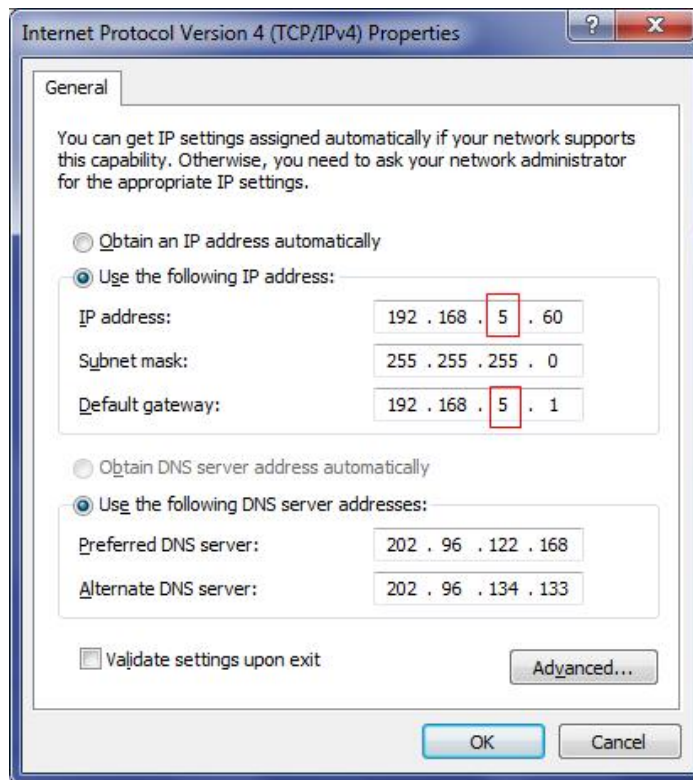 Internet Protocol Version 4 (TCP/IPv4) Properties
General
You can get IP settings assigned automatically if your network supports
this capability. Otherwise, you need to ask your network administrator
for the appropriate IP settings.
Obtain an IP address automatically
Use the following IP address:
IP address: 192 . 168 . 5 . 60
Subnet mask: 255 . 255 . 255 . 0
Default gateway: 192 . 168 . 5 . 1
Obtain DNS server address automatically
Use the following DNS server addresses:
Preferred DNS server: 202 . 96 . 122 . 168
Alternate DNS server: 202 . 96 . 134 . 133
Validate settings upon exit
Advanced...
OK Cancel